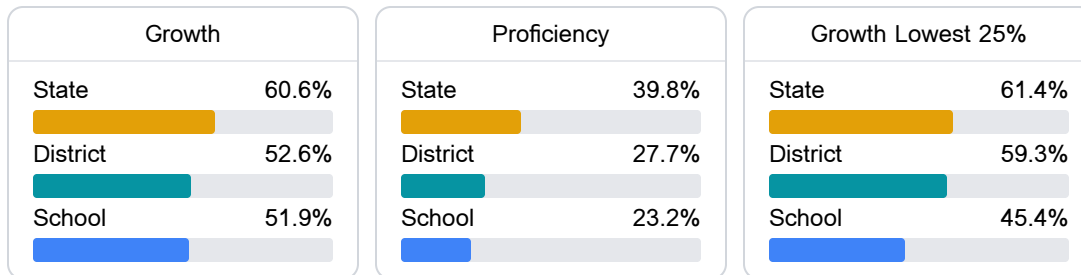 Growth
State 60.6%
District 52.6%
School 51.9%
Proficiency
State 39.8%
District 27.7%
School 23.2%
Growth Lowest 25%
State 61.4%
District 59.3%
School 45.4%